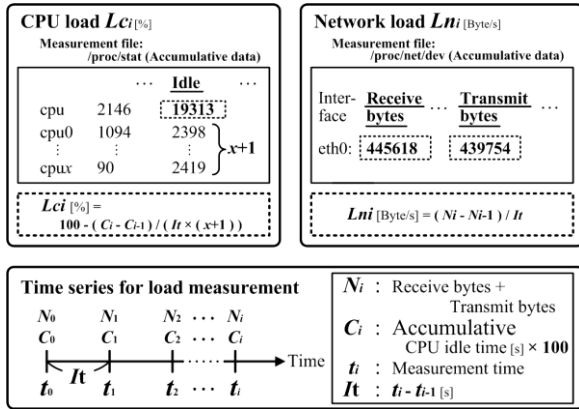 CPU load Lci [%]
Measurement file:
/proc/stat (Accumulative data)
… Idle …
cpu 2146 19313
cpu0 1094 2398
⋮ ⋮ ⋮ x+1
cpux 90 2419
Lci [%] =
100 - ( Ci - Ci-1 ) / ( It × ( x+1 ) )
Network load Lni [Byte/s]
Measurement file:
/proc/net/dev (Accumulative data)
Inter- Receive … Transmit …
face bytes bytes
eth0: 445618 439754
Lni [Byte/s] = ( Ni - Ni-1 ) / It
Time series for load measurement
N0 N1 N2 … Ni
C0 C1 C2 … Ci
Time
It
t0 t1 t2 … ti
Ni : Receive bytes +
Transmit bytes
Ci : Accumulative
CPU idle time [s] × 100
ti : Measurement time
It : ti - ti-1 [s]